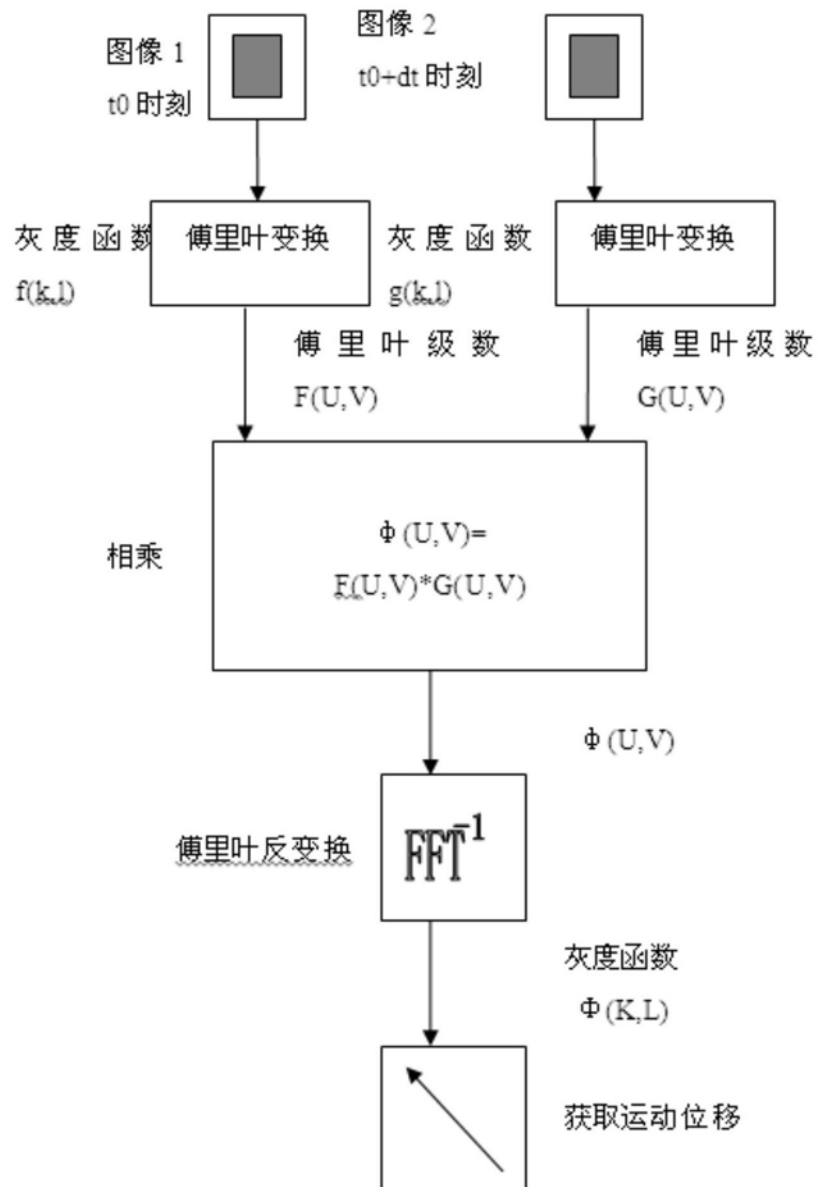 图像 1
t0 时刻
图像 2
t0+dt 时刻
灰度函数
f(k,l)
傅里叶变换
灰度函数
g(k,l)
傅里叶变换
傅里叶级数
F(U,V)
傅里叶级数
G(U,V)
相乘
Φ(U,V)=
F(U,V)*G(U,V)
Φ(U,V)
傅里叶反变换
FFT⁻¹
灰度函数
Φ(K,L)
获取运动位移